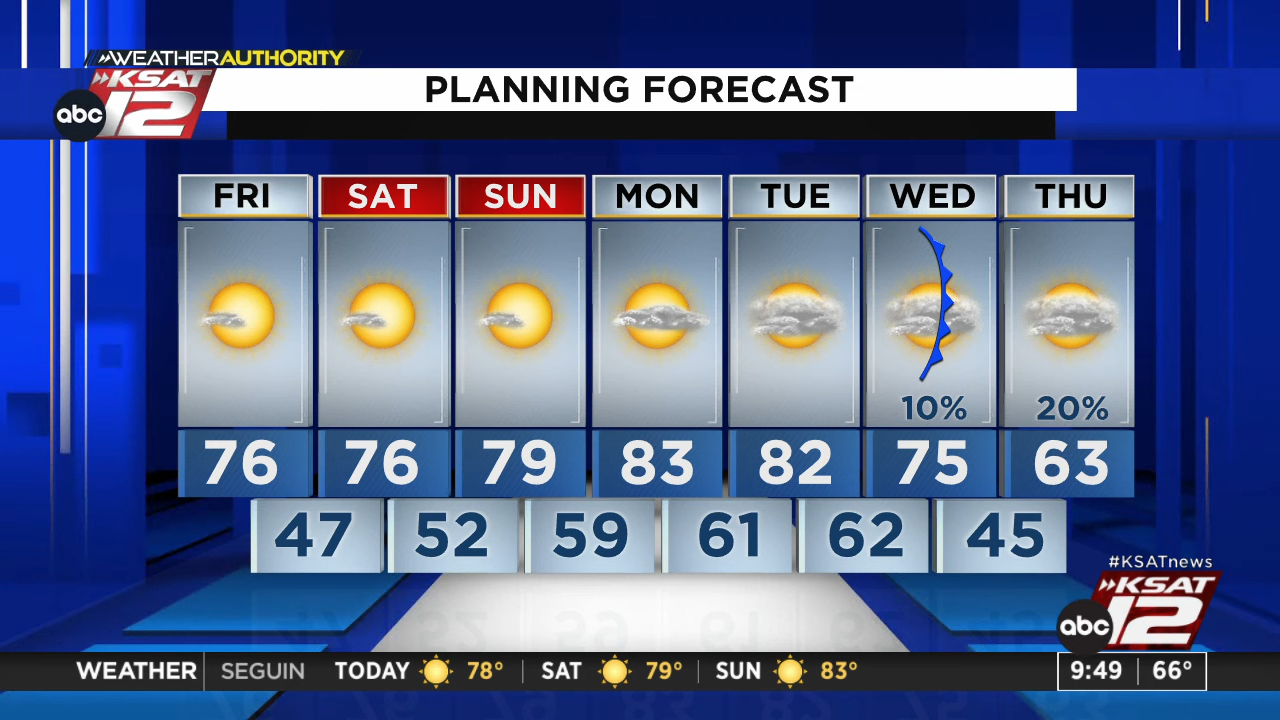 WEATHERAUTHORITY
KSAT
abc 12
PLANNING FORECAST
FRI SAT SUN MON TUE WED THU
10% 20%
76 76 79 83 82 75 63
47 52 59 61 62 45
#KSATnews
KSAT
abc 12
WEATHER SEGUIN TODAY 78° SAT 79° SUN 83° 9:49 66°